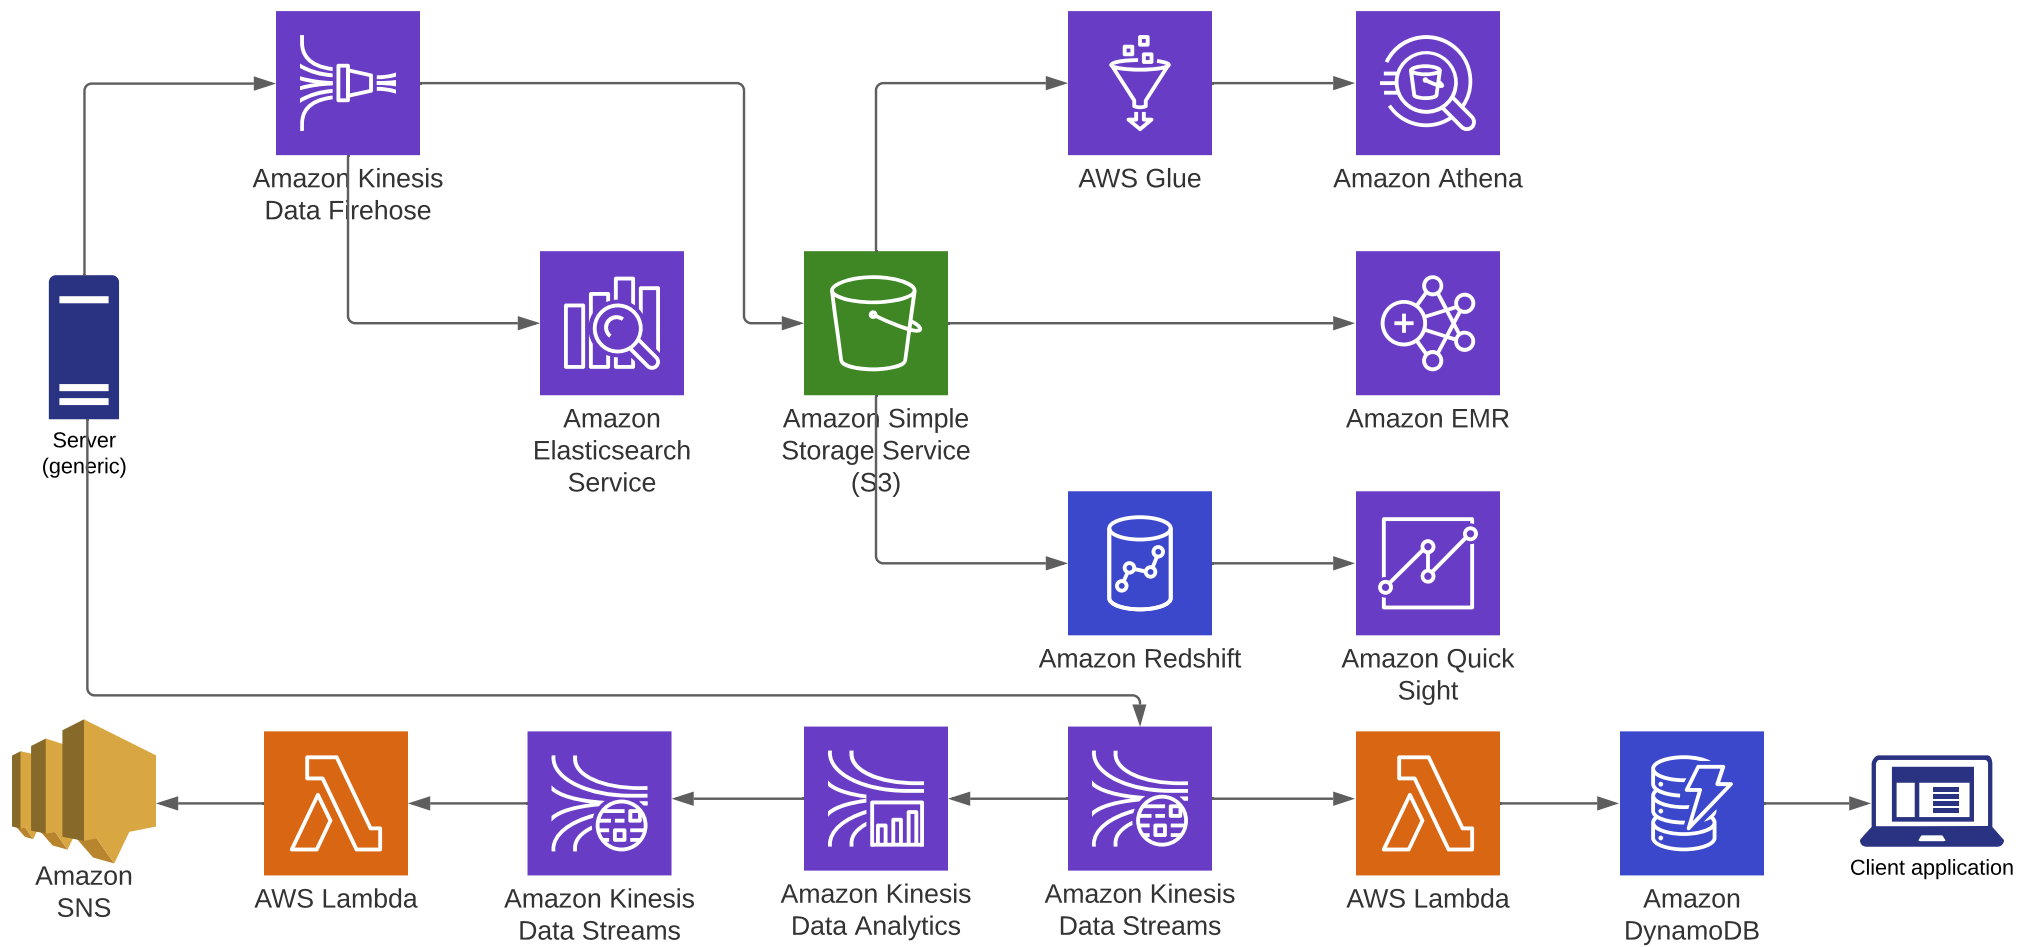 Amazon Kinesis
Data Firehose
AWS Glue
Amazon Athena
Server
(generic)
Amazon
Elasticsearch
Service
Amazon Simple
Storage Service
(S3)
Amazon EMR
Amazon Redshift
Amazon Quick
Sight
Amazon
SNS
AWS Lambda
Amazon Kinesis
Data Streams
Amazon Kinesis
Data Analytics
Amazon Kinesis
Data Streams
AWS Lambda
Amazon
DynamoDB
Client application